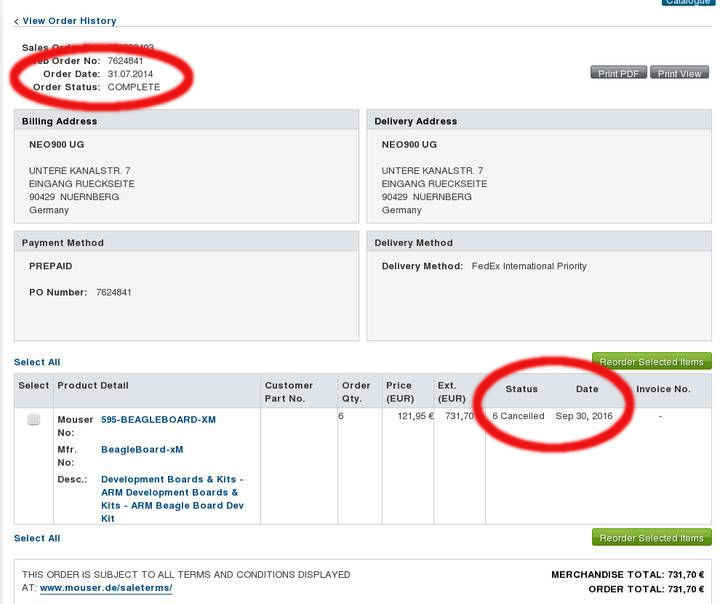 Catalogue
< View Order History
Sales Order No:
Web Order No: 7624841
Order Date: 31.07.2014
Order Status: COMPLETE
Print PDF Print View
Billing Address
NEO900 UG
UNTERE KANALSTR. 7
EINGANG RUECKSEITE
90429 NUERNBERG
Germany
Delivery Address
NEO900 UG
UNTERE KANALSTR. 7
EINGANG RUECKSEITE
90429 NUERNBERG
Germany
Payment Method
PREPAID
PO Number: 7624841
Delivery Method
Delivery Method: FedEx International Priority
Select All
Reorder Selected Items
Select Product Detail Customer Part No. Order Qty. Price (EUR) Ext. (EUR) Status Date Invoice No.
Mouser No: 595-BEAGLEBOARD-XM 6 121,95 € 731,70 6 Cancelled Sep 30, 2016 -
Mfr. No: BeagleBoard-xM
Desc.: Development Boards & Kits -
ARM Development Boards &
Kits - ARM Beagle Board Dev
Kit
Select All
Reorder Selected Items
THIS ORDER IS SUBJECT TO ALL TERMS AND CONDITIONS DISPLAYED
AT: www.mouser.de/saleterms/
MERCHANDISE TOTAL: 731,70 €
ORDER TOTAL: 731,70 €